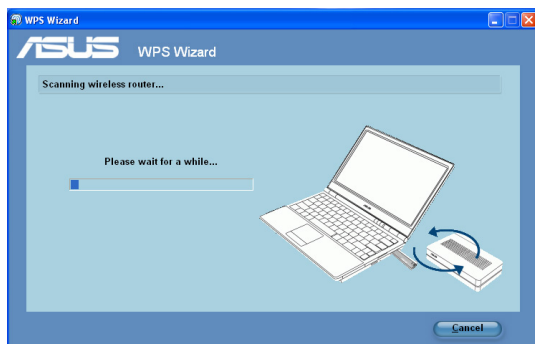 WPS Wizard
ASUS WPS Wizard
Scanning wireless router...
Please wait for a while...
Cancel